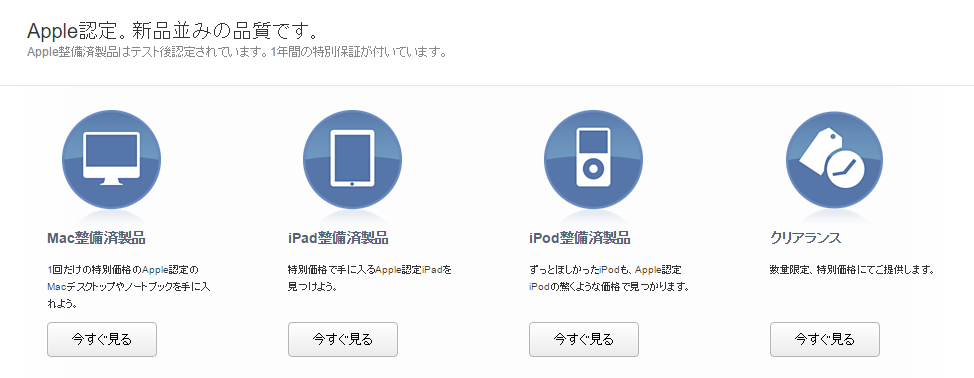 Apple認定。新品並みの品質です。
Apple整備済製品はテスト後認定されています。1年間の特別保証が付いています。
Mac整備済製品
1回だけの特別価格のApple認定の
Macデスクトップやノートブックを手に入
れよう。
今すぐ見る
iPad整備済製品
特別価格で手に入るApple認定iPadを
見つけよう。
今すぐ見る
iPod整備済製品
ずっとほしかったiPodも、Apple認定
iPodの驚くような価格で見つかります。
今すぐ見る
クリアランス
数量限定、特別価格にてご提供します。
今すぐ見る